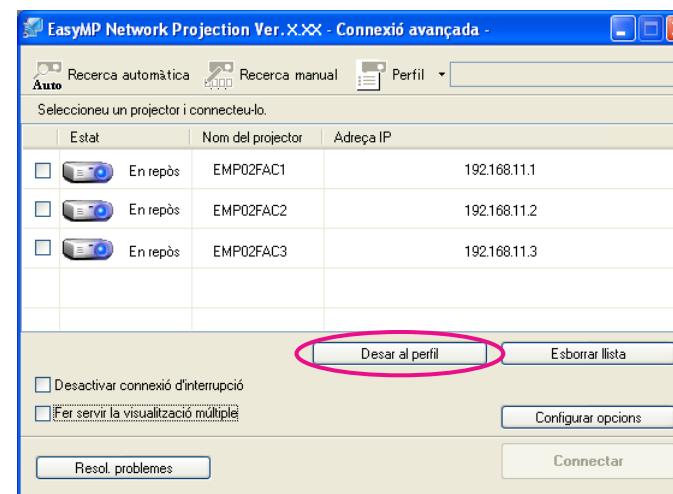 EasyMP Network Projection Ver.X.XX - Connexió avançada -
Auto Recerca automàtica Recerca manual Perfil
Seleccioneu un projector i connecteu-lo.
Estat Nom del projector Adreça IP
En repòs EMP02FAC1 192.168.11.1
En repòs EMP02FAC2 192.168.11.2
En repòs EMP02FAC3 192.168.11.3
Desar al perfil Esborrar llista
Desactivar connexió d'interrupció
Fer servir la visualització múltiple
Configurar opcions
Resol. problemes Connectar